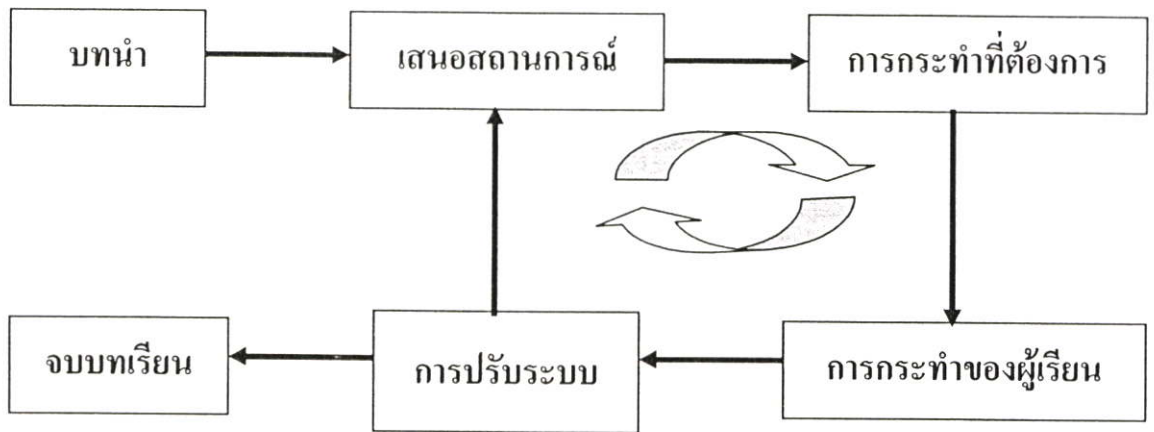 บทนำ
เสนอสถานการณ์
การกระทำที่ต้องการ
จบบทเรียน
การปรับระบบ
การกระทำของผู้เรียน